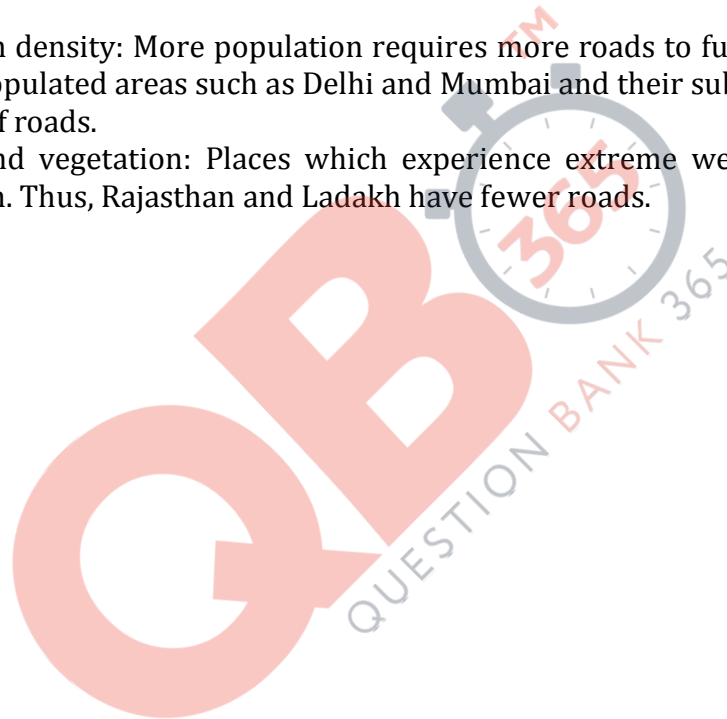 n density: More population requires more roads to fu
opulated areas such as Delhi and Mumbai and their sub
f roads.
nd vegetation: Places which experience extreme we
n. Thus, Rajasthan and Ladakh have fewer roads.
TM
365
QB
QUESTION BANK 365